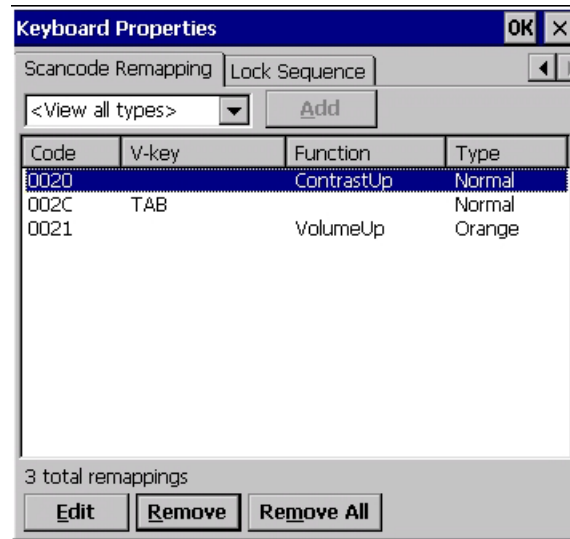 Keyboard Properties OK ×
Scancode Remapping Lock Sequence
<View all types> Add
Code V-key Function Type
0020 ContrastUp Normal
002C TAB Normal
0021 VolumeUp Orange
3 total remappings
Edit Remove Remove All